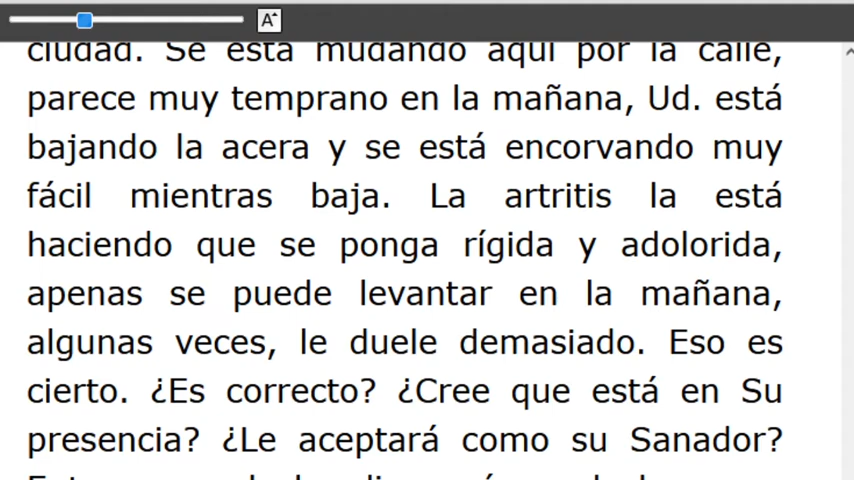 A
ciudad. Se está mudando aquí por la calle,
parece muy temprano en la mañana, Ud. está
bajando la acera y se está encorvando muy
fácil mientras baja. La artritis la está
haciendo que se ponga rígida y adolorida,
apenas se puede levantar en la mañana,
algunas veces, le duele demasiado. Eso es
cierto. ¿Es correcto? ¿Cree que está en Su
presencia? ¿Le aceptará como su Sanador?